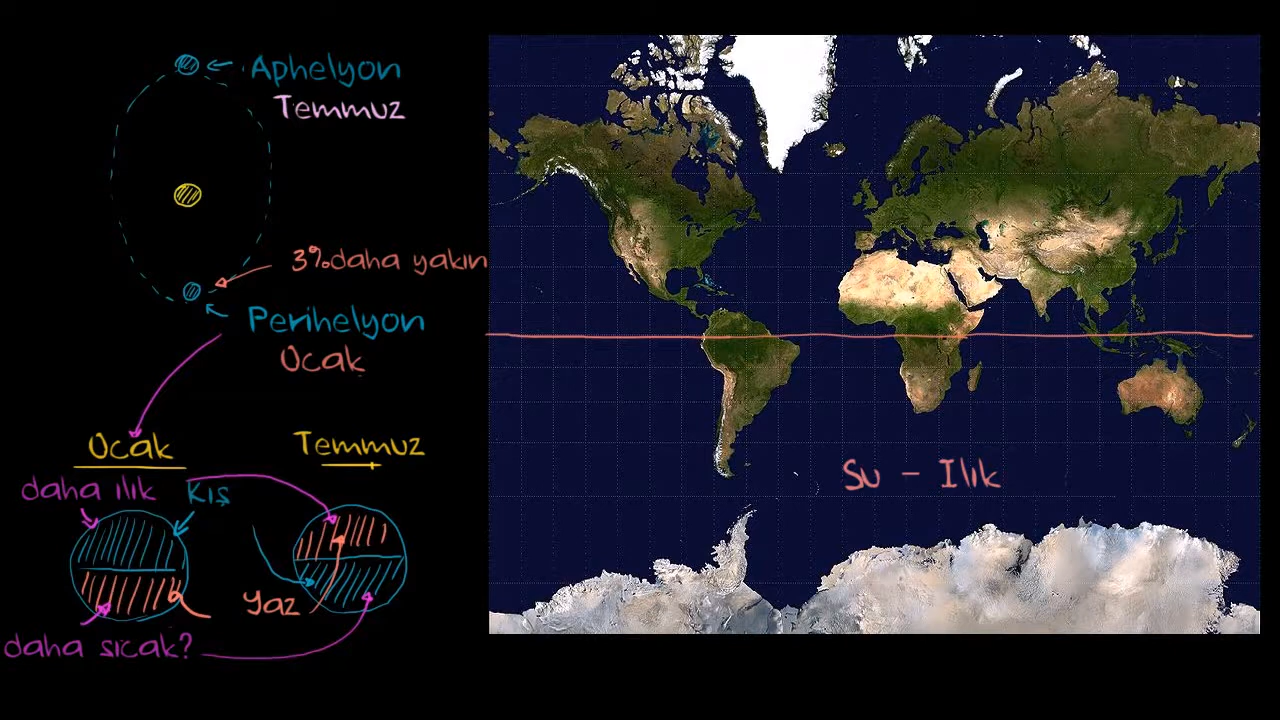 Aphelyon
Temmuz
3% daha yakın
Perihelyon
Ocak
Ocak
Temmuz
daha ılık
kış
Yaz
daha sıcak?
Su - Ilık